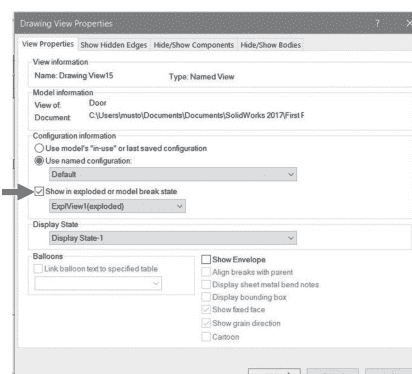 Drawing View Properties
View Properties Show Hidden Edges Hide/Show Components Hide/Show Bodies
View information
Name: Drawing View15 Type: Named View
Model information
View of: Door
Document: C:\Users\musto\Documents\Documents\SolidWorks 2017\First F
Configuration information
Use model's "in-use" or last saved configuration
Use named configuration:
Default
Show in exploded or model break state
ExplView1(exploded)
Display State
Display State-1
Balloons
Link balloon text to specified table
Show Envelope
Align breaks with parent
Display sheet metal bend notes
Display bounding box
Show fixed face
Show grain direction
Cartoon